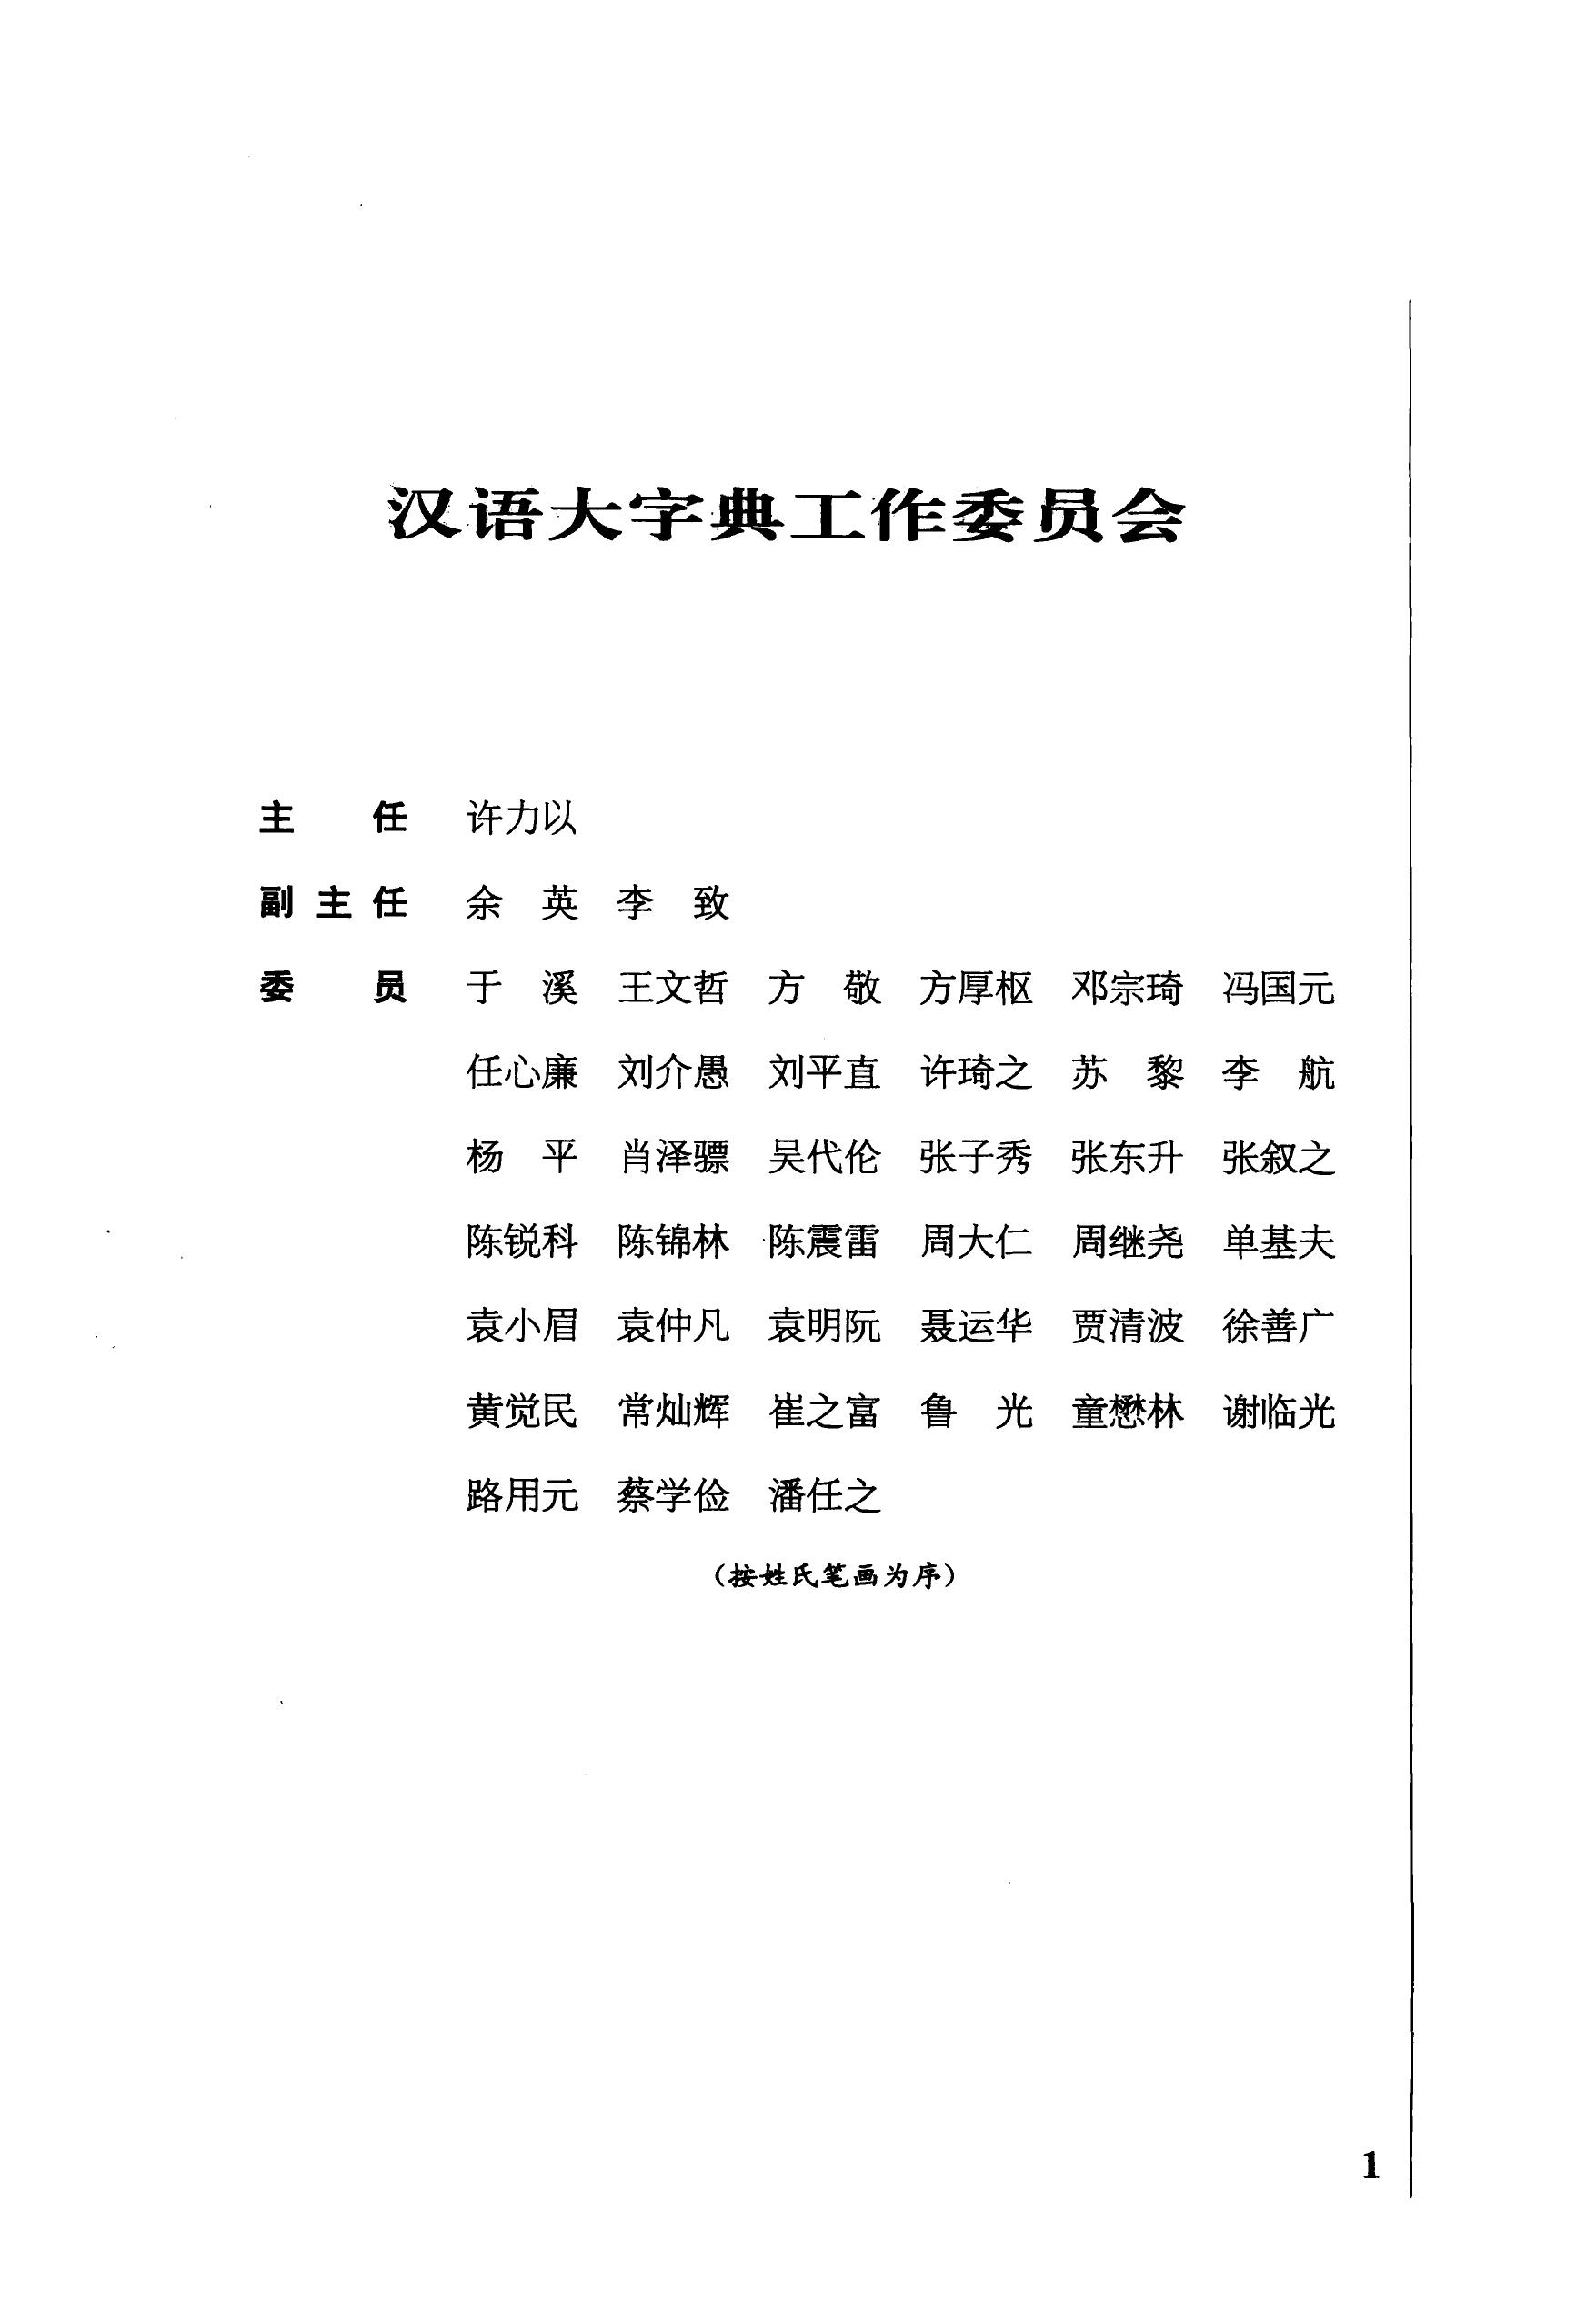 汉语大字典工作委员会
主　　任　许力以
副 主 任　余　英　李　致
委　　员　于　溪　王文哲　方　敬　方厚枢　邓宗琦　冯国元
任心廉　刘介愚　刘平直　许琦之　苏　黎　李　航
杨　平　肖泽骠　吴代伦　张子秀　张东升　张叙之
陈锐科　陈锦林　陈震雷　周大仁　周继尧　单基夫
袁小眉　袁仲凡　袁明阮　聂运华　贾清波　徐善广
黄觉民　常灿辉　崔之富　鲁　光　童懋林　谢临光
路用元　蔡学俭　潘任之
（按姓氏笔画为序）
1